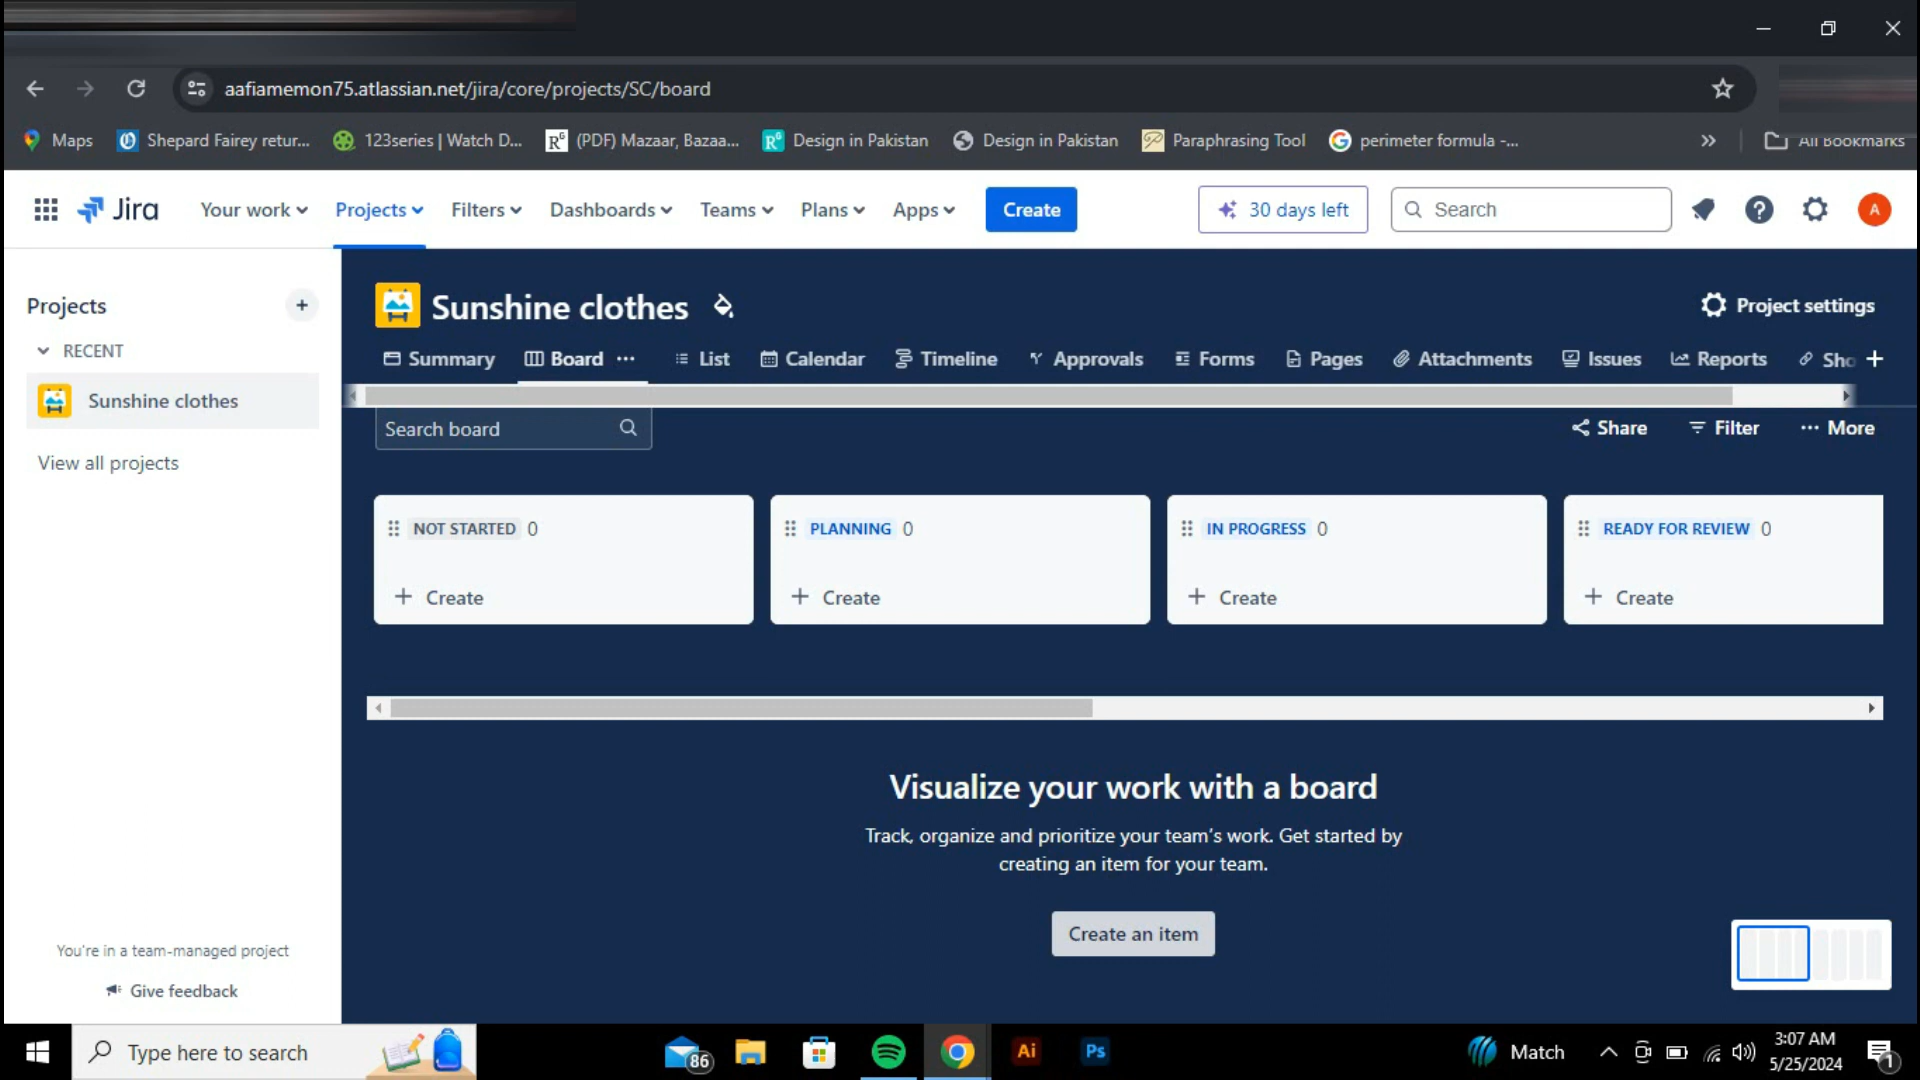 aafiamemon75.atlassian.net/jira/core/projects/SC/board
Maps Shepard Fairey retur... 123series | Watch D... (PDF) Mazaar, Bazaa... Design in Pakistan Design in Pakistan Paraphrasing Tool perimeter formula -... All Bookmarks
Jira Your work Projects Filters Dashboards Teams Plans Apps Create 30 days left Search A
Projects
RECENT
Sunshine clothes
View all projects
You're in a team-managed project
Give feedback
Sunshine clothes Project settings
Summary Board List Calendar Timeline Approvals Forms Pages Attachments Issues Reports Sho
Search board Share Filter More
NOT STARTED 0 PLANNING 0 IN PROGRESS 0 READY FOR REVIEW 0
Create Create Create Create
Visualize your work with a board
Track, organize and prioritize your team's work. Get started by
creating an item for your team.
Create an item
Type here to search 86 Ai Ps Match 3:07 AM
5/25/2024 1